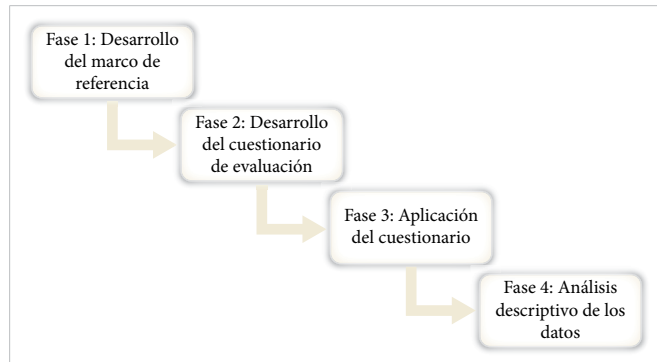 Fase 1: Desarrollo
del marco de
referencia
Fase 2: Desarrollo
del cuestionario
de evaluación
Fase 3: Aplicación
del cuestionario
Fase 4: Análisis
descriptivo de los
datos